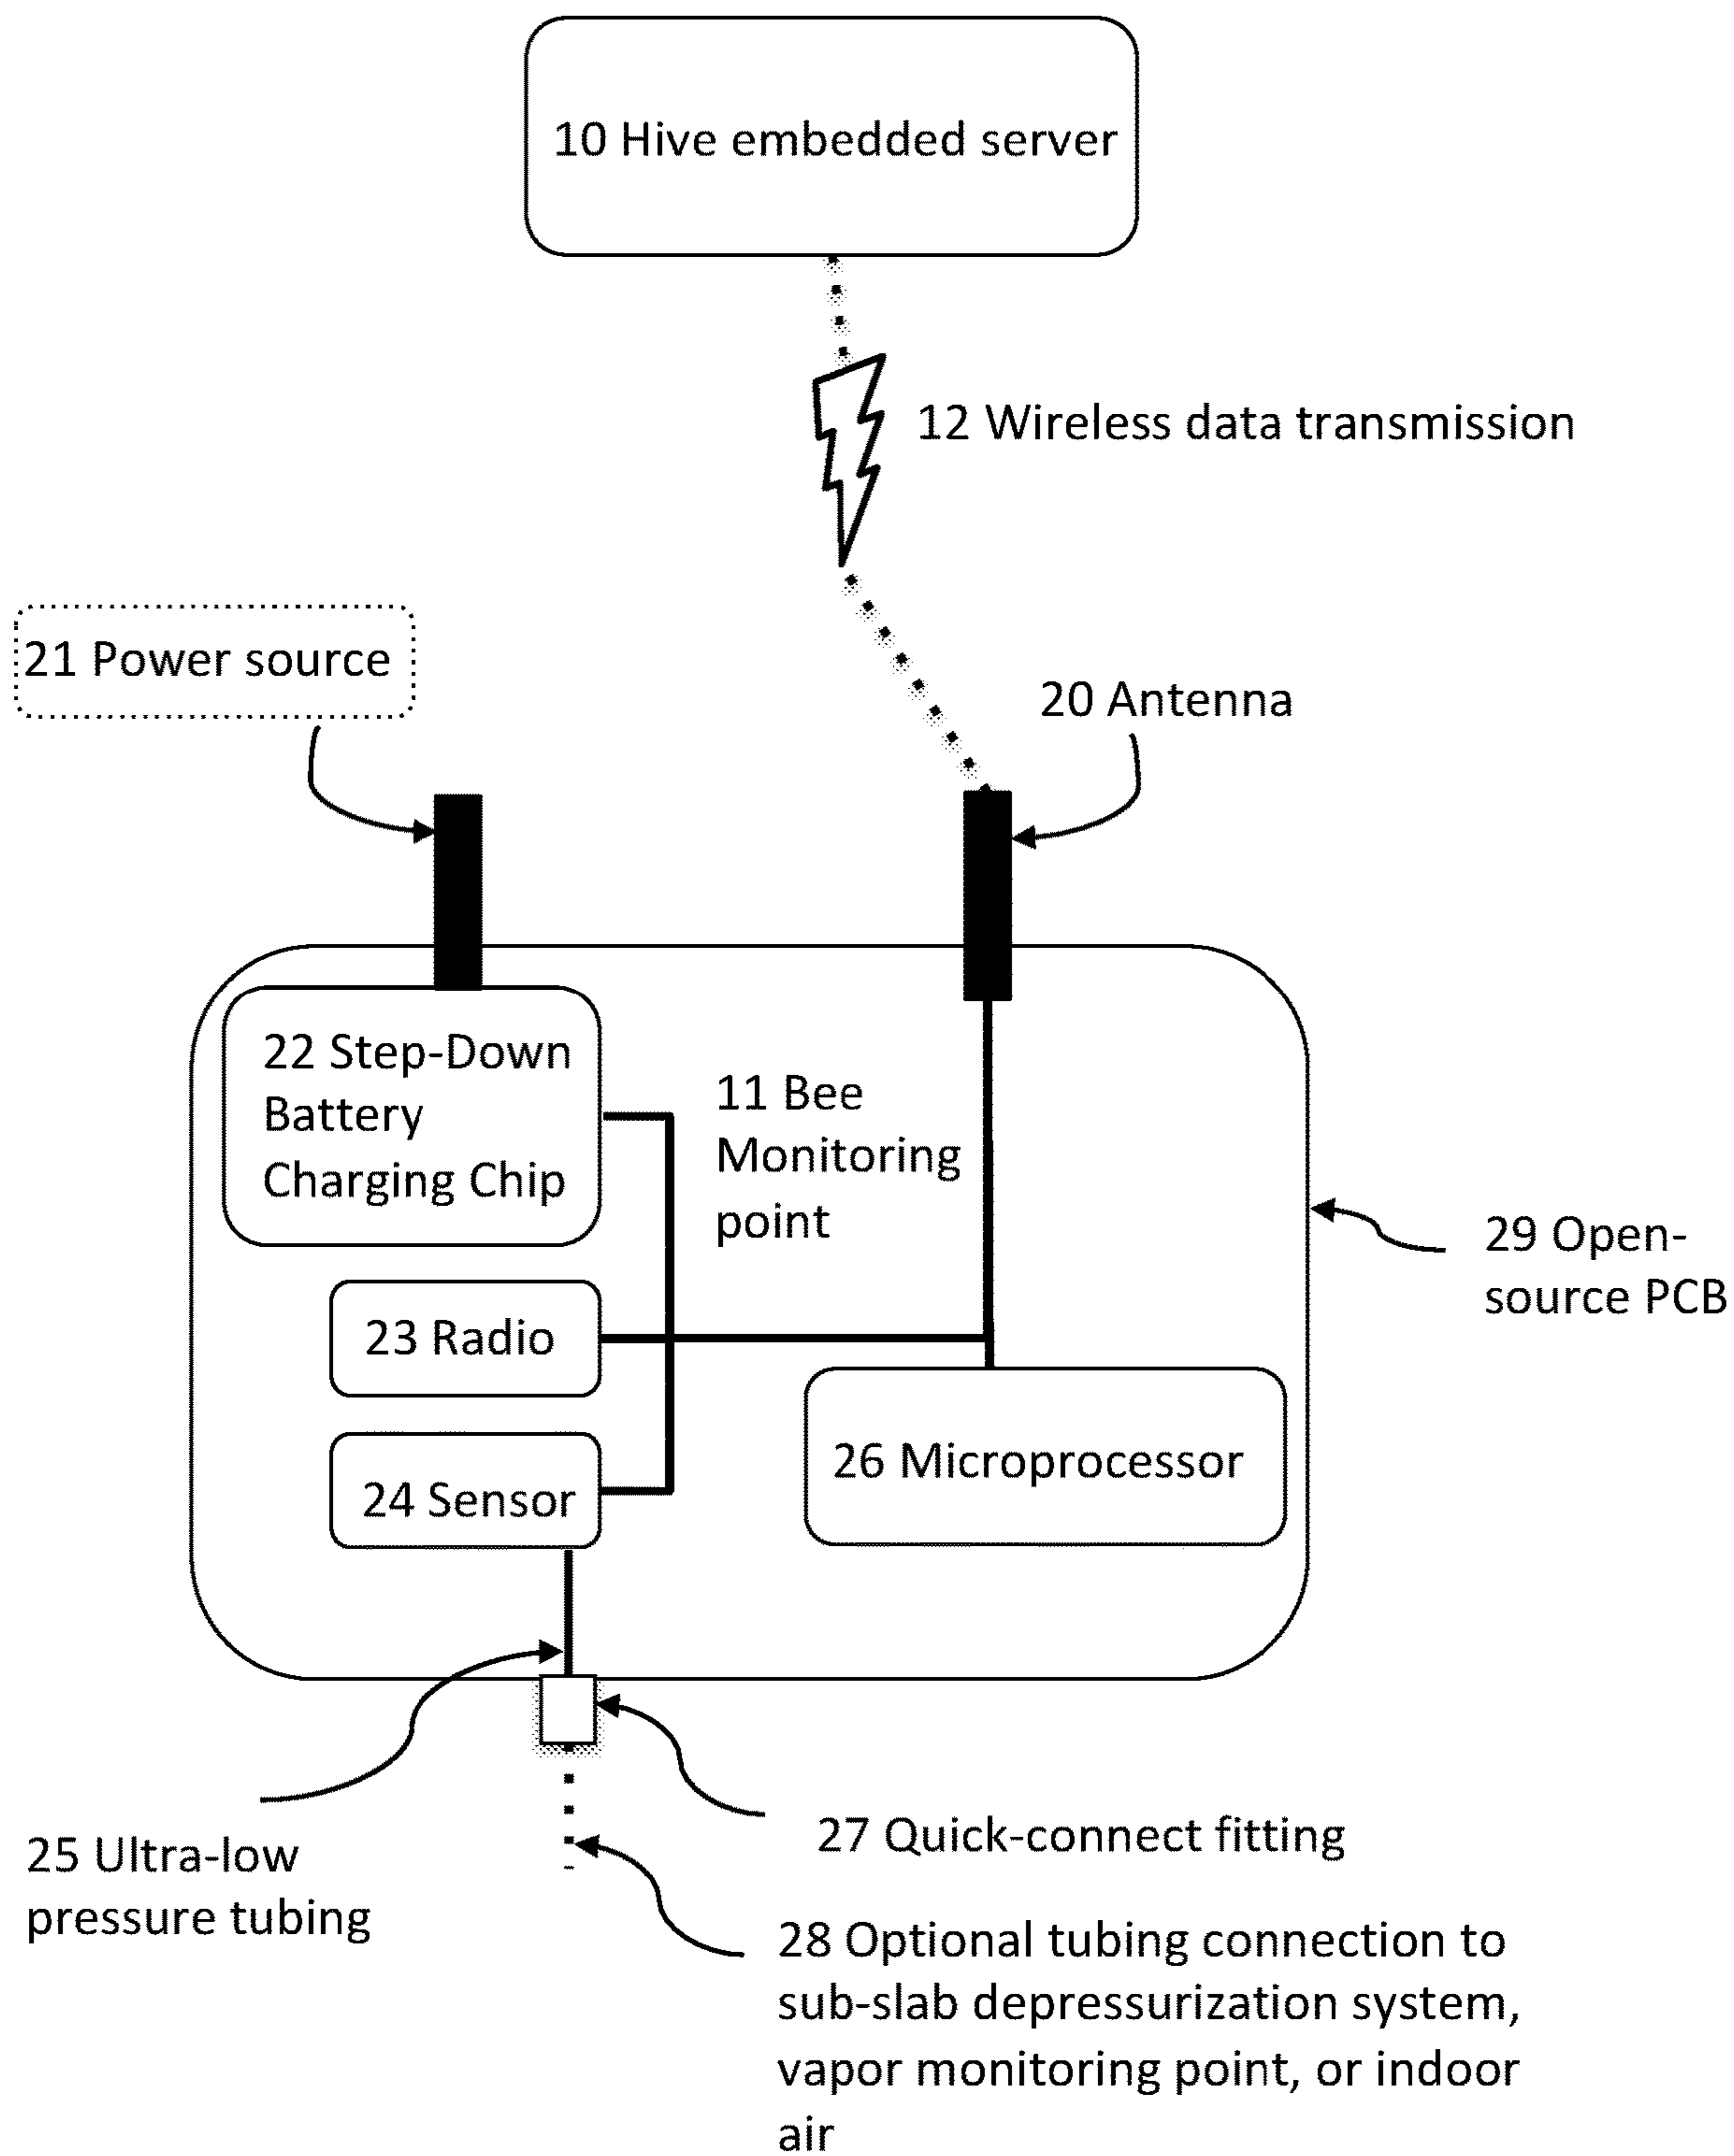 10 Hive embedded server
12 Wireless data transmission
21 Power source
20 Antenna
22 Step-Down
Battery
Charging Chip
11 Bee
Monitoring
point
29 Open-
source PCB
23 Radio
24 Sensor
26 Microprocessor
25 Ultra-low
pressure tubing
27 Quick-connect fitting
28 Optional tubing connection to
sub-slab depressurization system,
vapor monitoring point, or indoor
air